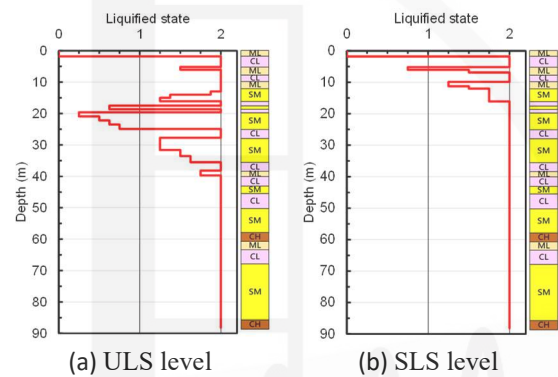 Liquified state
0 1 2
Depth (m)
0
10
20
30
40
50
60
70
80
90
ML
CL
ML
CL
ML
SM
SM
CL
SM
CL
ML
CL
SM
CL
SM
CH
ML
CL
SM
CH
(a) ULS level
Liquified state
0 1 2
Depth (m)
0
10
20
30
40
50
60
70
80
90
ML
CL
ML
CL
ML
SM
SM
CL
SM
CL
ML
CL
SM
CL
SM
CH
ML
CL
SM
CH
(b) SLS level